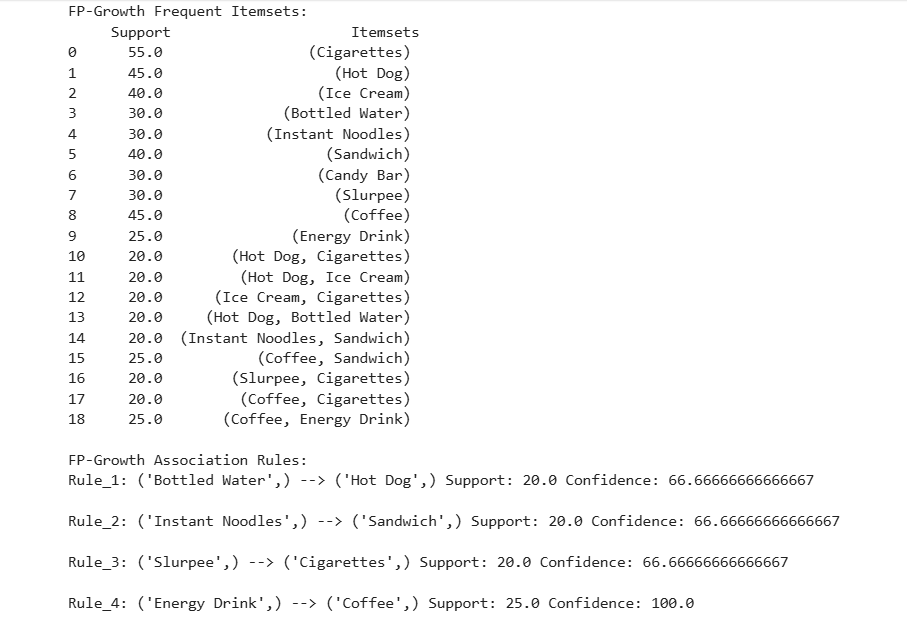 FP-Growth Frequent Itemsets:
Support Itemsets
0 55.0 (Cigarettes)
1 45.0 (Hot Dog)
2 40.0 (Ice Cream)
3 30.0 (Bottled Water)
4 30.0 (Instant Noodles)
5 40.0 (Sandwich)
6 30.0 (Candy Bar)
7 30.0 (Slurpee)
8 45.0 (Coffee)
9 25.0 (Energy Drink)
10 20.0 (Hot Dog, Cigarettes)
11 20.0 (Hot Dog, Ice Cream)
12 20.0 (Ice Cream, Cigarettes)
13 20.0 (Hot Dog, Bottled Water)
14 20.0 (Instant Noodles, Sandwich)
15 25.0 (Coffee, Sandwich)
16 20.0 (Slurpee, Cigarettes)
17 20.0 (Coffee, Cigarettes)
18 25.0 (Coffee, Energy Drink)
FP-Growth Association Rules:
Rule_1: ('Bottled Water',) --> ('Hot Dog',) Support: 20.0 Confidence: 66.66666666666667
Rule_2: ('Instant Noodles',) --> ('Sandwich',) Support: 20.0 Confidence: 66.66666666666667
Rule_3: ('Slurpee',) --> ('Cigarettes',) Support: 20.0 Confidence: 66.66666666666667
Rule_4: ('Energy Drink',) --> ('Coffee',) Support: 25.0 Confidence: 100.0